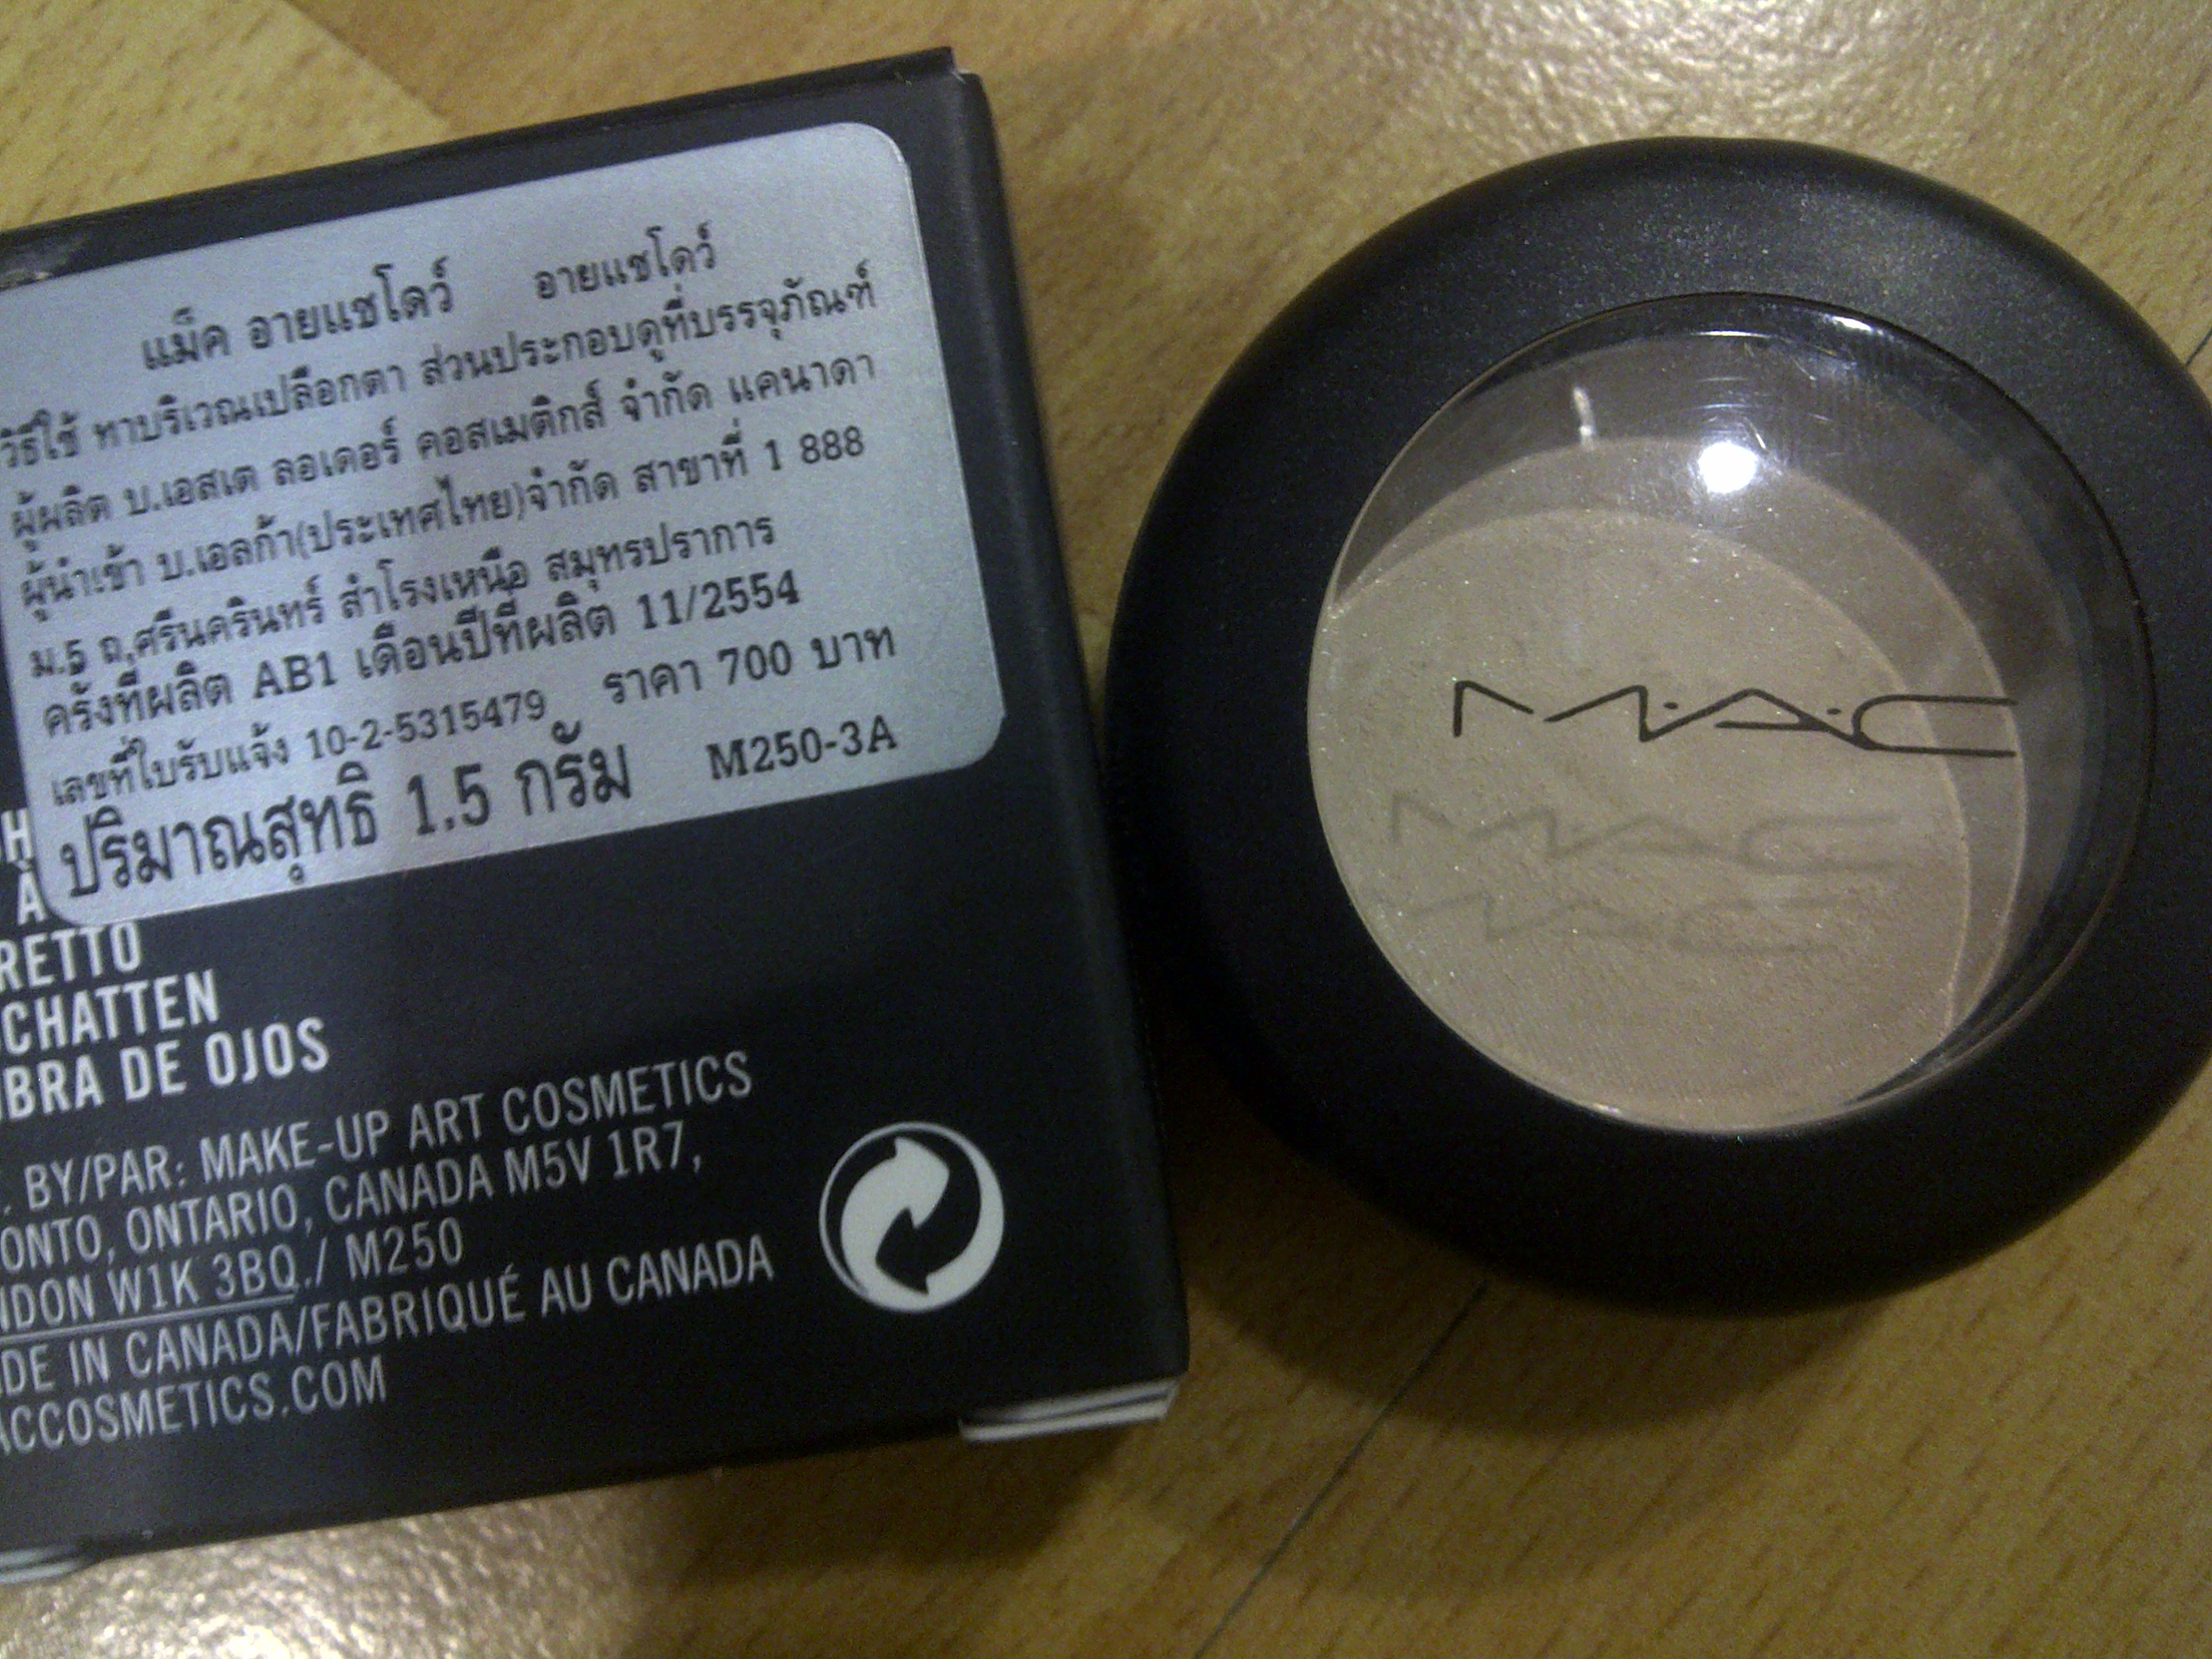 แม็ค อายแชโดว์ อายแชโดว์
วิธีใช้ ทาบริเวณเปลือกตา ส่วนประกอบดูที่บรรจุภัณฑ์
ผู้ผลิต บ.เอสเต ลอเดอร์ คอสเมติกส์ จำกัด แคนาดา
ผู้นำเข้า บ.เอลก้า(ประเทศไทย)จำกัด สาขาที่ 1 888
ม.5 ถ.ศรีนครินทร์ สำโรงเหนือ สมุทรปราการ
ครั้งที่ผลิต AB1 เดือนปีที่ผลิต 11/2554
เลขที่ใบรับแจ้ง 10-2-5315479 ราคา 700 บาท
ปริมาณสุทธิ 1.5 กรัม M250-3A
H
À
RETTO
CHATTEN
BRA DE OJOS
. BY/PAR: MAKE-UP ART COSMETICS
ONTO, ONTARIO, CANADA M5V 1R7,
NDON W1K 3BQ./ M250
DE IN CANADA/FABRIQUÉ AU CANADA
ACCOSMETICS.COM
M·A·C
MAC
MAC